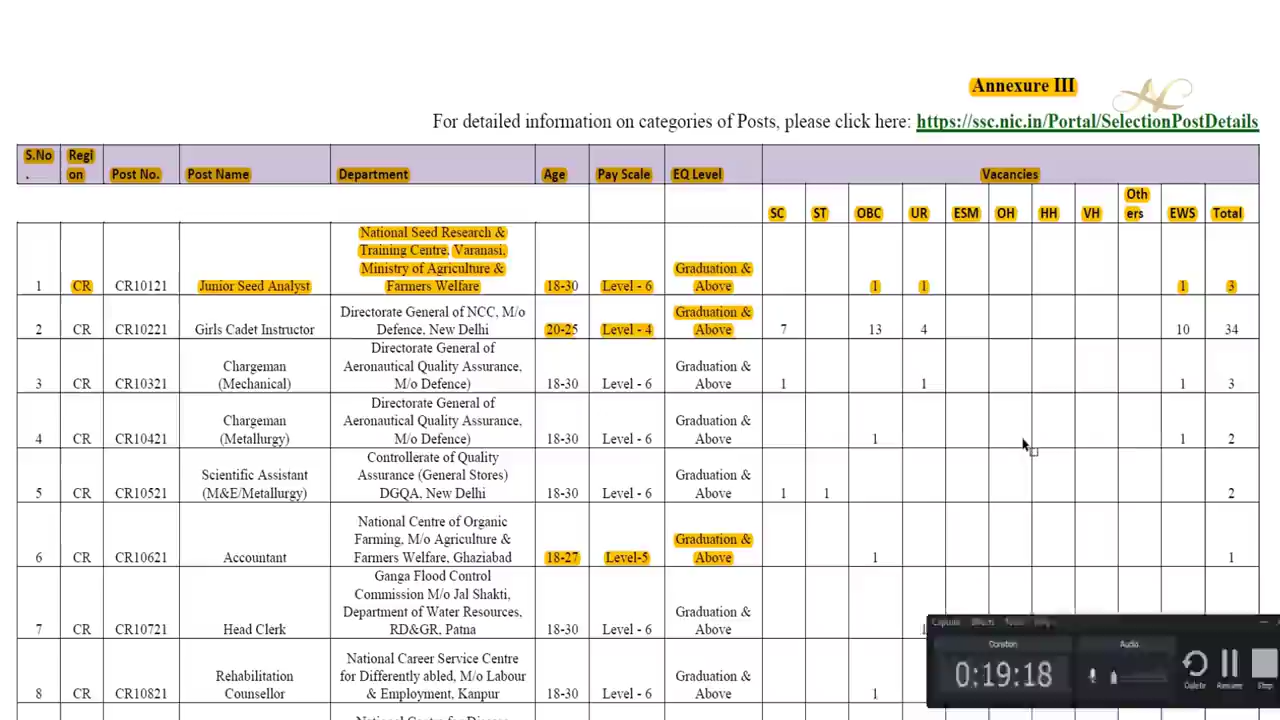 Annexure III
For detailed information on categories of Posts, please click here: https://ssc.nic.in/Portal/SelectionPostDetails
S.No. Region Post No. Post Name Department Age Pay Scale EQ Level Vacancies
SC ST OBC UR ESM OH HH VH Others EWS Total
National Seed Research &
Training Centre, Varanasi,
Ministry of Agriculture & Graduation &
1 CR CR10121 Junior Seed Analyst Farmers Welfare 18-30 Level - 6 Above 1 1 1 3
Directorate General of NCC, M/o Graduation &
2 CR CR10221 Girls Cadet Instructor Defence, New Delhi 20-25 Level - 4 Above 7 13 4 10 34
Directorate General of
Chargeman Aeronautical Quality Assurance, Graduation &
3 CR CR10321 (Mechanical) M/o Defence) 18-30 Level - 6 Above 1 1 1 3
Directorate General of
Chargeman Aeronautical Quality Assurance, Graduation &
4 CR CR10421 (Metallurgy) M/o Defence) 18-30 Level - 6 Above 1 1 2
Controllerate of Quality
Scientific Assistant Assurance (General Stores) Graduation &
5 CR CR10521 (M&E/Metallurgy) DGQA, New Delhi 18-30 Level - 6 Above 1 1 2
National Centre of Organic
Farming, M/o Agriculture & Graduation &
6 CR CR10621 Accountant Farmers Welfare, Ghaziabad 18-27 Level-5 Above 1 1
Ganga Flood Control
Commission M/o Jal Shakti,
Department of Water Resources, Graduation &
7 CR CR10721 Head Clerk RD&GR, Patna 18-30 Level - 6 Above
National Career Service Centre
Rehabilitation for Differently abled, M/o Labour Graduation &
8 CR CR10821 Counsellor & Employment, Kanpur 18-30 Level - 6 Above 1
Capture Effects Tools Help
Duration Audio
0:19:18
Delete Resume Stop